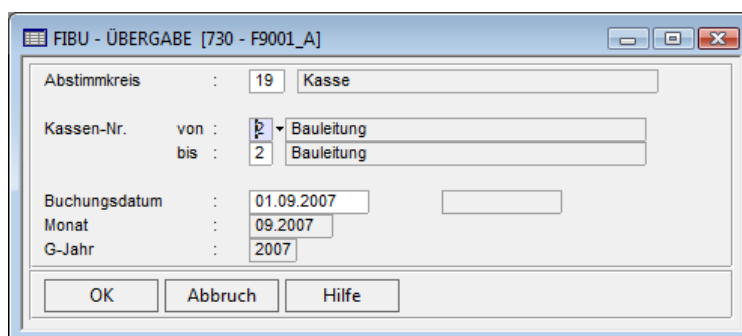 FIBU - ÜBERGABE [730 - F9001_A]
Abstimmkreis : 19 Kasse
Kassen-Nr. von : 2 Bauleitung
bis : 2 Bauleitung
Buchungsdatum : 01.09.2007
Monat : 09.2007
G-Jahr : 2007
OK Abbruch Hilfe